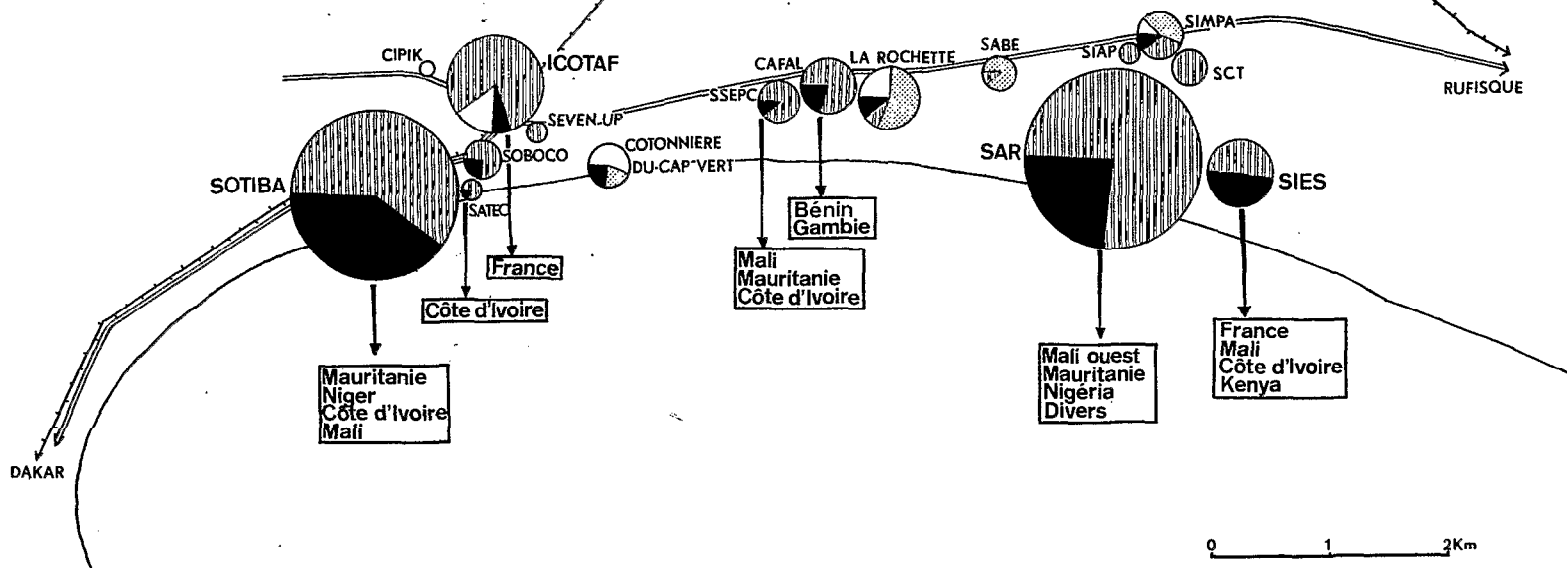 SIMPA
CIPIK
ICOTAF
CAFAL
LA ROCHETTE
SABE
SIAP
SCT
RUFISQUE
SSEPC
SEVEN-UP
SOBOCO
COTONNIERE
DU-CAP-VERT
SAR
SOTIBA
SATEC
SIES
Bénin
Gambie
France
Mali
Mauritanie
Côte d'Ivoire
Côte d'Ivoire
Mauritanie
Niger
Côte d'Ivoire
Mali
Mali ouest
Mauritanie
Nigéria
Divers
France
Mali
Côte d'Ivoire
Kenya
DAKAR
0 1 2Km